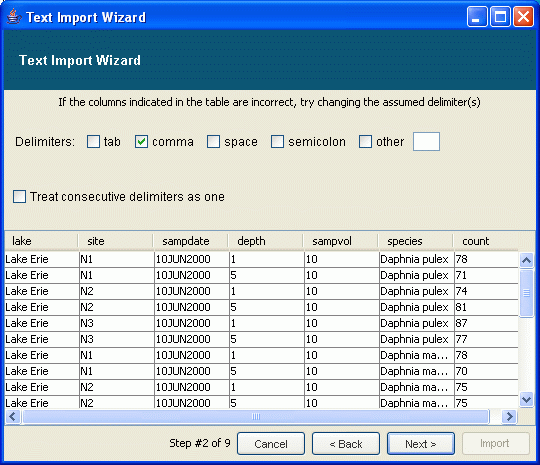 Text Import Wizard
Text Import Wizard
If the columns indicated in the table are incorrect, try changing the assumed delimiter(s)
Delimiters: tab comma space semicolon other
Treat consecutive delimiters as one
lake site sampdate depth sampvol species count
Lake Erie N1 10JUN2000 1 10 Daphnia pulex 78
Lake Erie N1 10JUN2000 5 10 Daphnia pulex 71
Lake Erie N2 10JUN2000 1 10 Daphnia pulex 74
Lake Erie N2 10JUN2000 5 10 Daphnia pulex 81
Lake Erie N3 10JUN2000 1 10 Daphnia pulex 87
Lake Erie N3 10JUN2000 5 10 Daphnia pulex 77
Lake Erie N1 10JUN2000 1 10 Daphnia ma... 78
Lake Erie N1 10JUN2000 5 10 Daphnia ma... 70
Lake Erie N2 10JUN2000 1 10 Daphnia ma... 75
Lake Erie N2 10JUN2000 5 10 Daphnia ma... 75
Step #2 of 9 Cancel < Back Next > Import